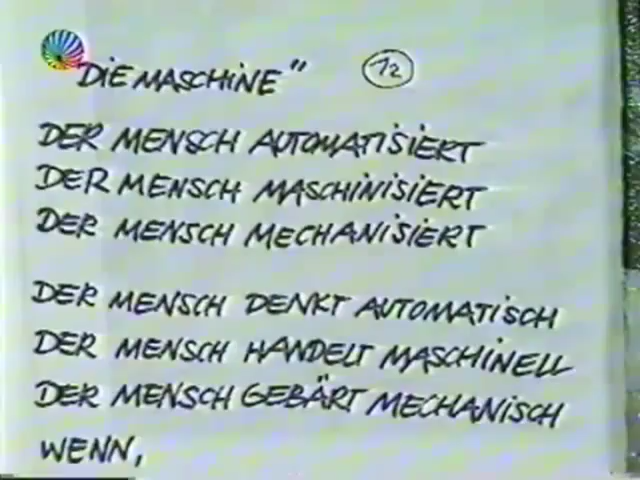 "DIE MASCHINE" 12
DER MENSCH AUTOMATISIERT
DER MENSCH MASCHINISIERT
DER MENSCH MECHANISIERT
DER MENSCH DENKT AUTOMATISCH
DER MENSCH HANDELT MASCHINELL
DER MENSCH GEBÄRT MECHANISCH
WENN,